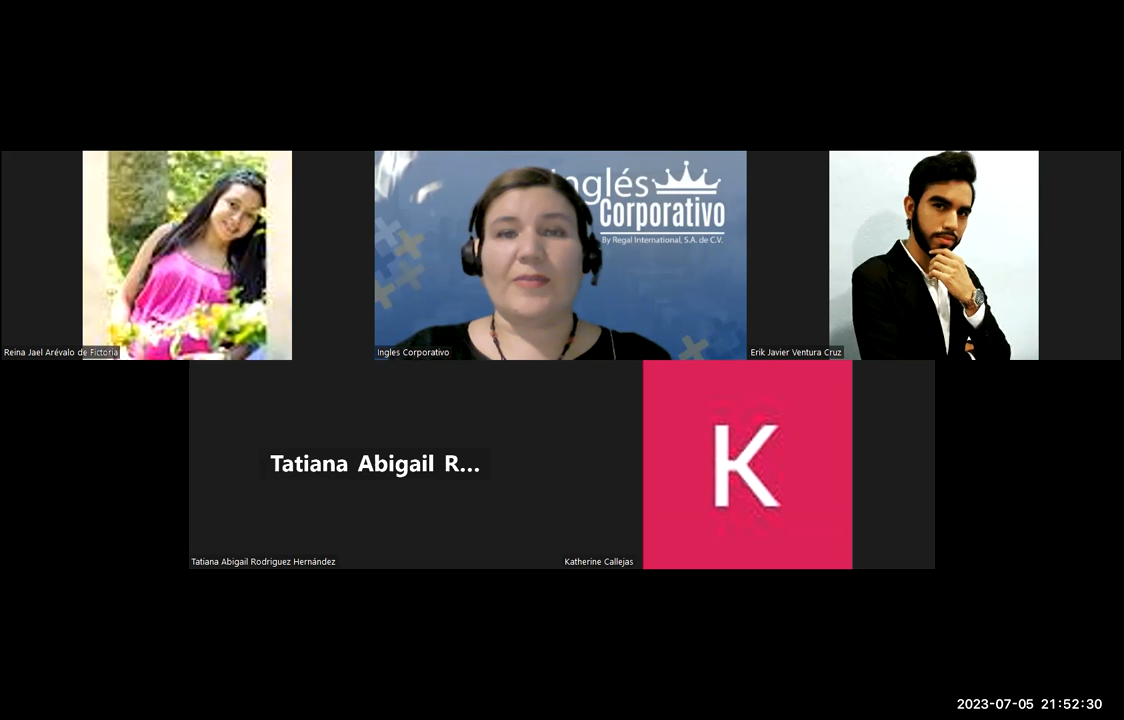 Inglés
Corporativo
By Regal International, S.A. de C.V.
Reina Jael Arévalo de Fictoria
Ingles Corporativo
Erik Javier Ventura Cruz
Tatiana Abigail R...
K
Tatiana Abigail Rodriguez Hernández
Katherine Callejas
2023-07-05 21:52:30